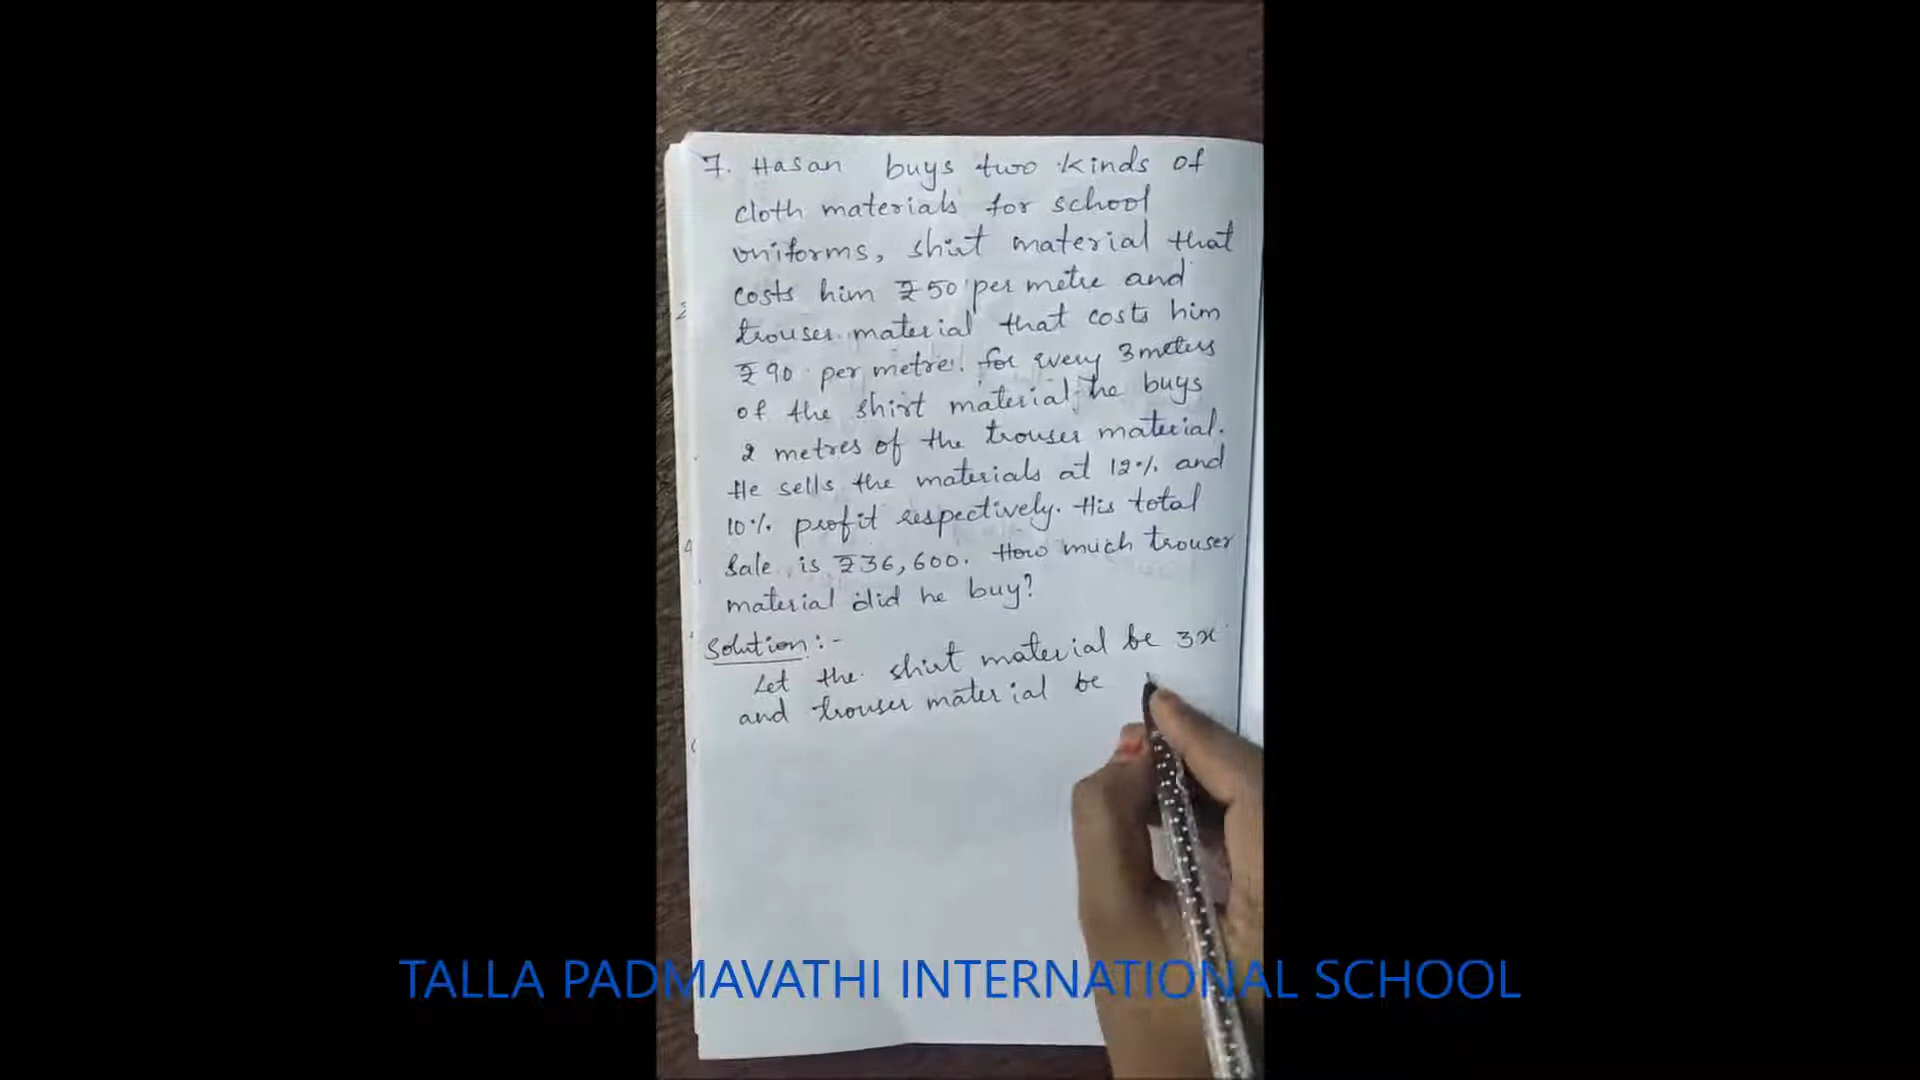 7. Hasan buys two kinds of
cloth materials for school
uniforms, shirt material that
costs him ₹50 per metre and
trouser material that costs him
₹90 per metre. for every 3 meters
of the shirt material he buys
2 metres of the trouser material.
He sells the materials at 12% and
10% profit respectively. His total
sale is ₹36,600. How much trouser
material did he buy?
Solution:-
Let the shirt material be 3x
and trouser material be
TALLA PADMAVATHI INTERNATIONAL SCHOOL